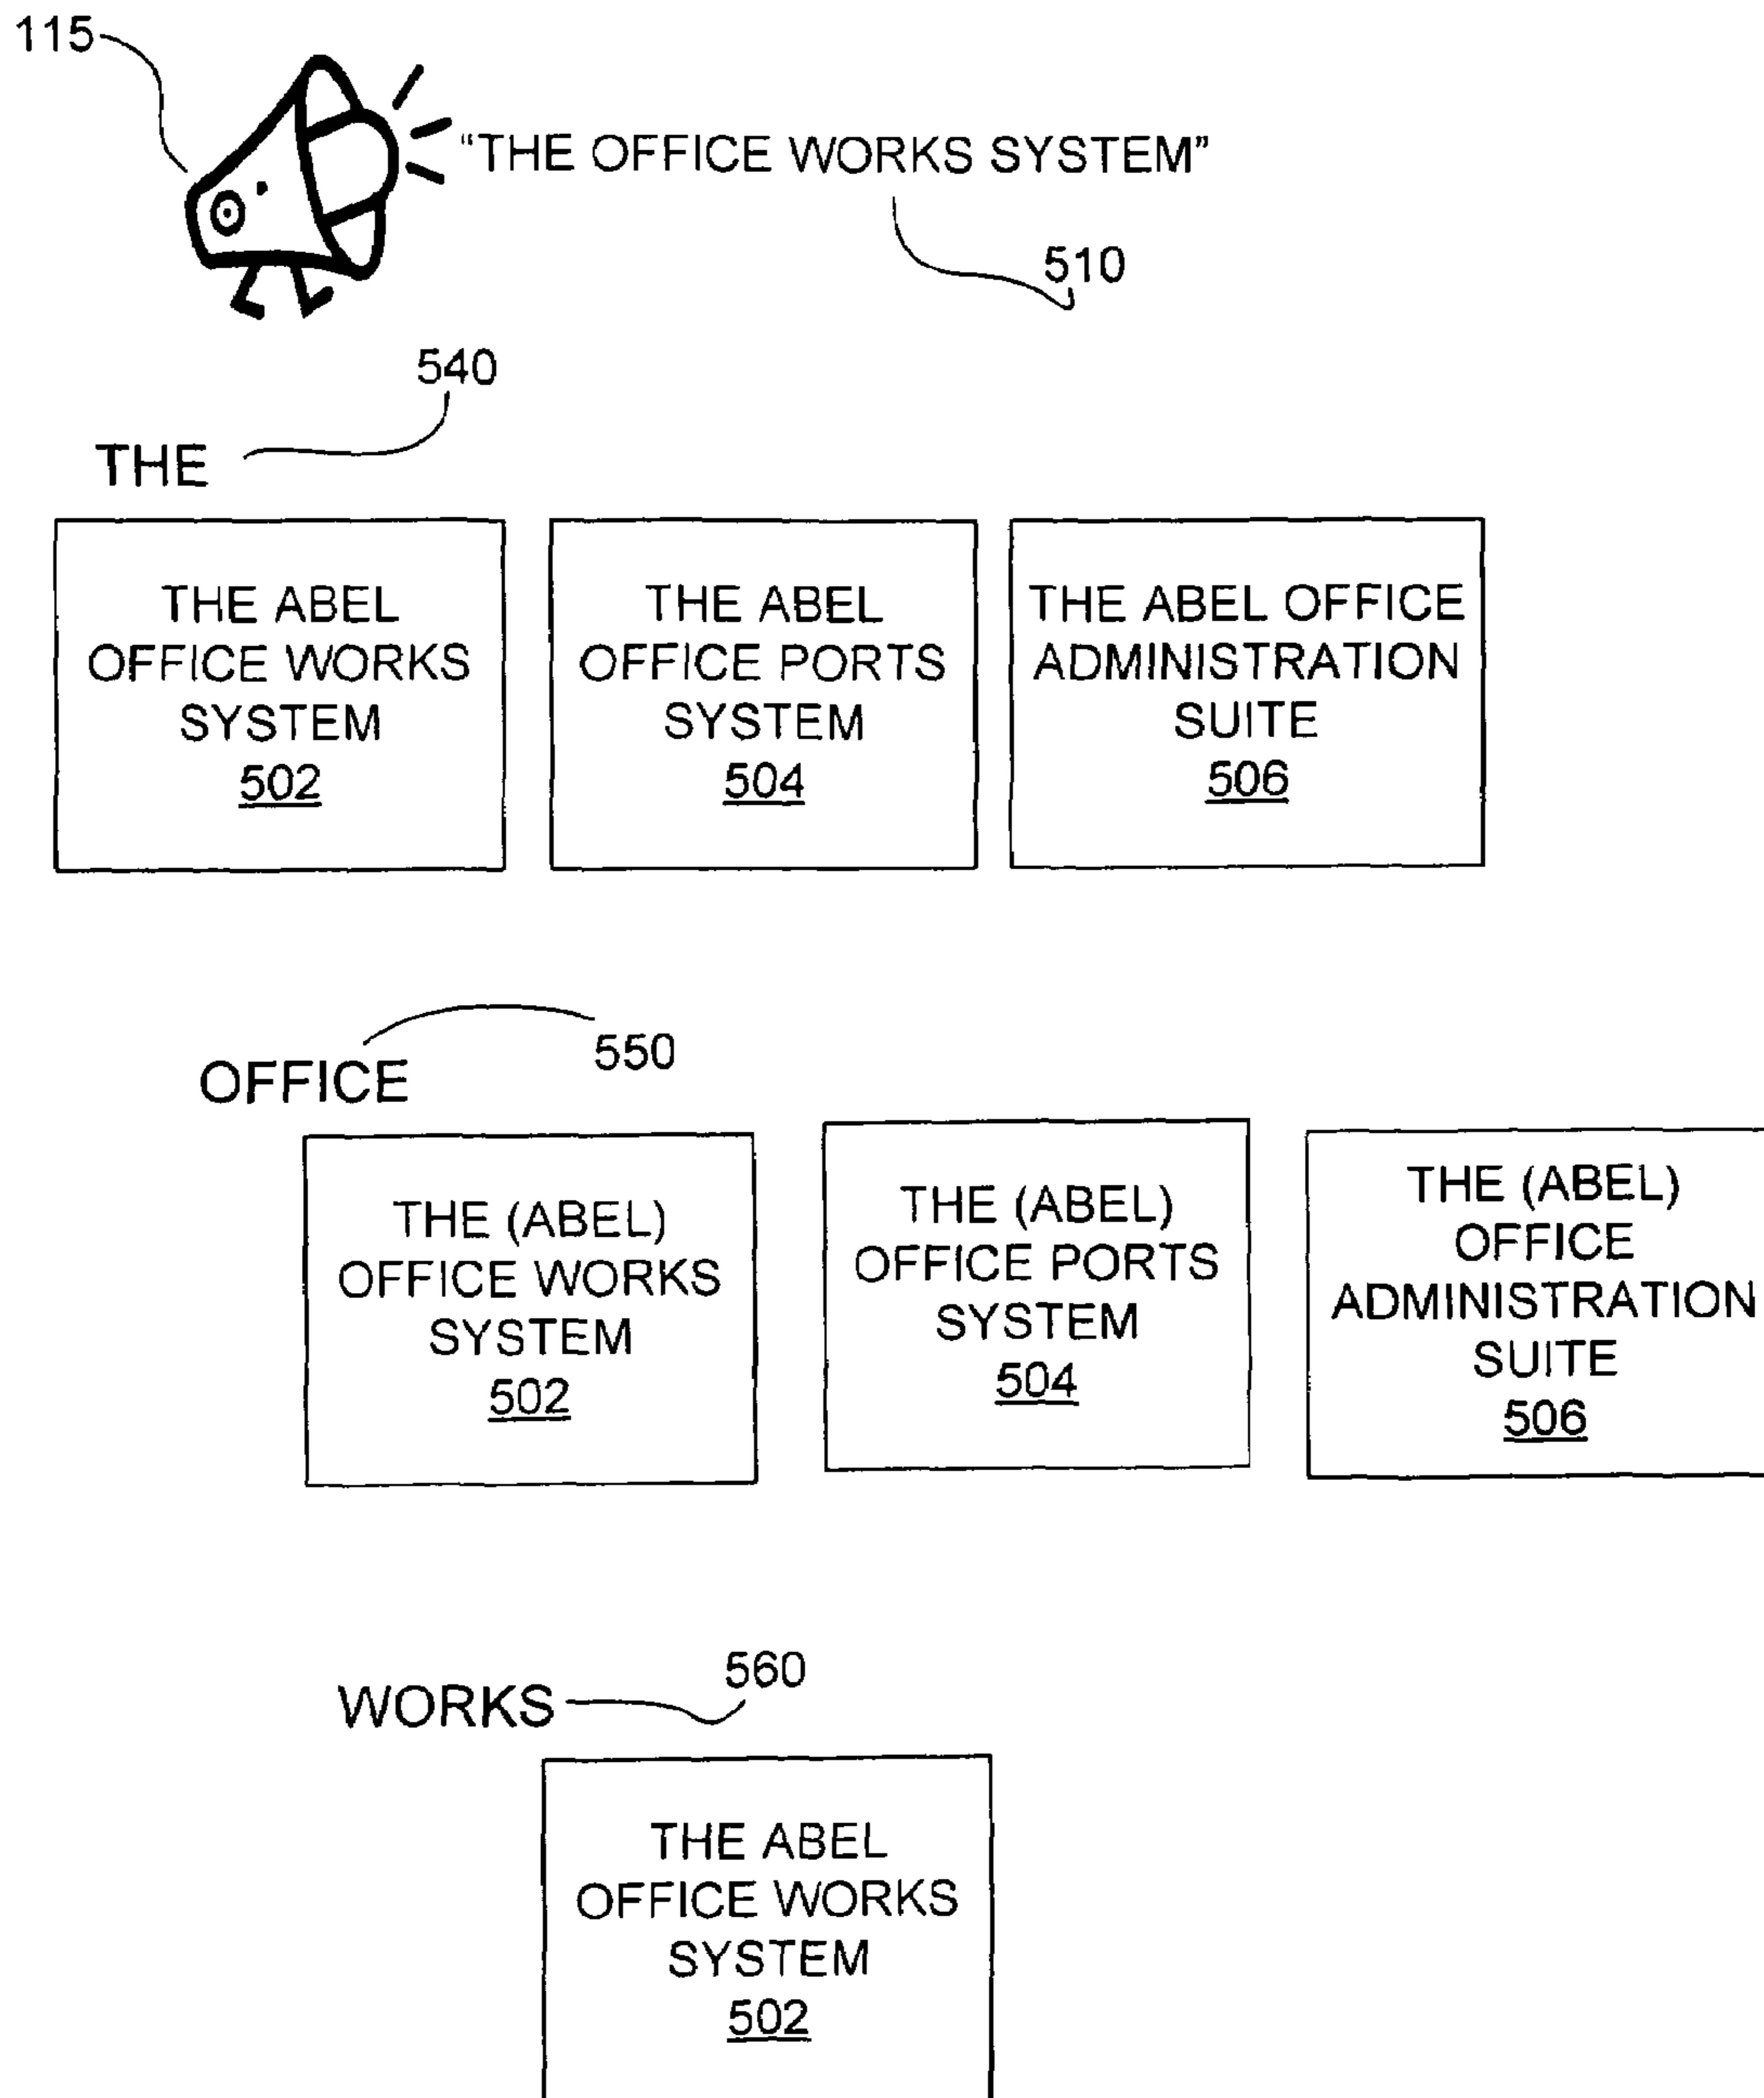 115
“THE OFFICE WORKS SYSTEM”
510
540
THE
THE ABEL
OFFICE WORKS
SYSTEM
502
THE ABEL
OFFICE PORTS
SYSTEM
504
THE ABEL OFFICE
ADMINISTRATION
SUITE
506
550
OFFICE
THE (ABEL)
OFFICE WORKS
SYSTEM
502
THE (ABEL)
OFFICE PORTS
SYSTEM
504
THE (ABEL)
OFFICE
ADMINISTRATION
SUITE
506
560
WORKS
THE ABEL
OFFICE WORKS
SYSTEM
502